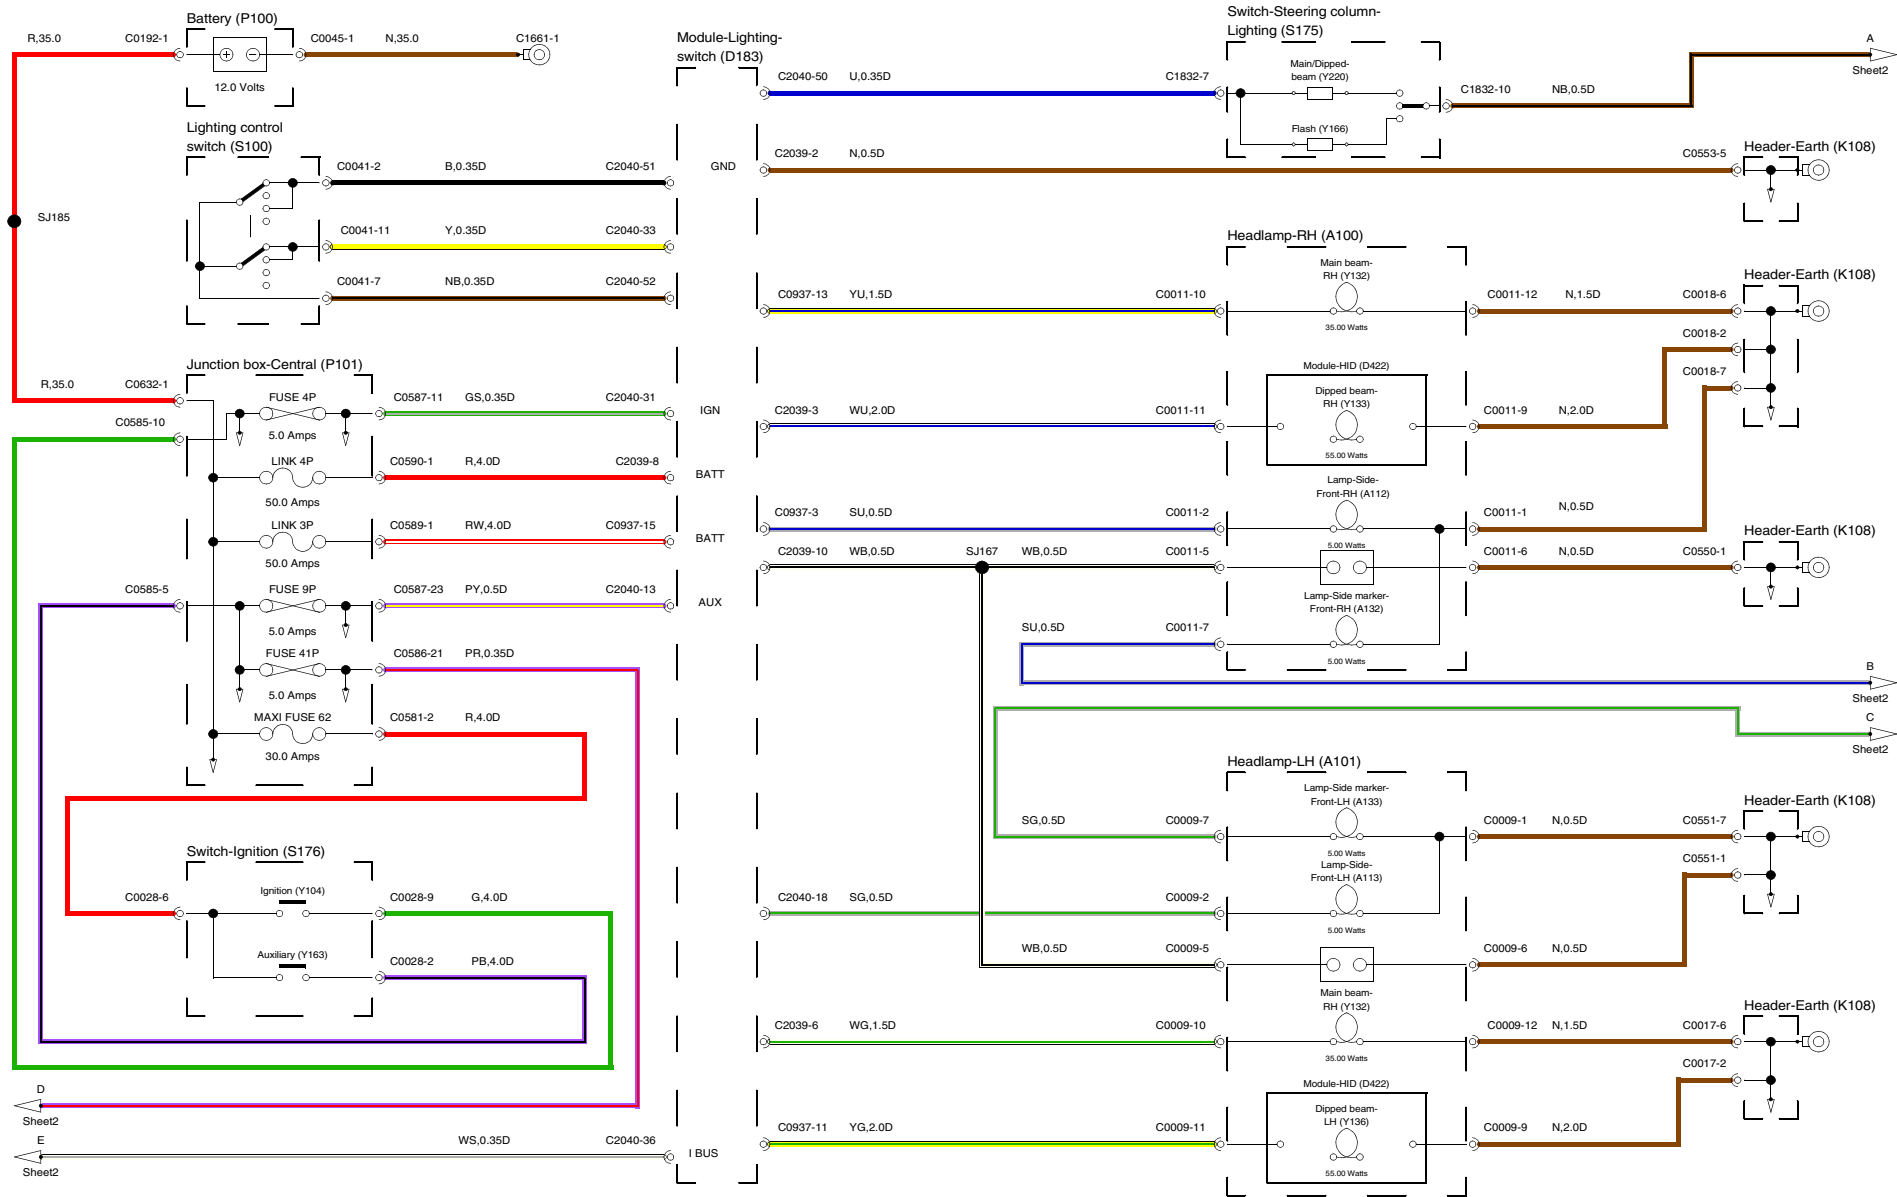 Battery (P100)
R,35.0
C0192-1
C0045-1
N,35.0
C1661-1
12.0 Volts
Lighting control
switch (S100)
C0041-2
B,0.35D
C2040-51
SJ185
C0041-11
Y,0.35D
C2040-33
C0041-7
NB,0.35D
C2040-52
Junction box-Central (P101)
R,35.0
C0632-1
FUSE 4P
C0587-11
GS,0.35D
C2040-31
C0585-10
5.0 Amps
LINK 4P
C0590-1
R,4.0D
C2039-8
50.0 Amps
LINK 3P
C0589-1
RW,4.0D
C0937-15
50.0 Amps
C0585-5
FUSE 9P
C0587-23
PY,0.5D
C2040-13
5.0 Amps
FUSE 41P
C0586-21
PR,0.35D
5.0 Amps
MAXI FUSE 62
C0581-2
R,4.0D
30.0 Amps
Switch-Ignition (S176)
C0028-6
Ignition (Y104)
C0028-9
G,4.0D
Auxiliary (Y163)
C0028-2
PB,4.0D
D
Sheet2
E
Sheet2
WS,0.35D
C2040-36
Module-Lighting-
switch (D183)
GND
IGN
BATT
BATT
AUX
I BUS
C2040-50
U,0.35D
C1832-7
Switch-Steering column-
Lighting (S175)
Main/Dipped-
beam (Y220)
Flash (Y166)
C1832-10
NB,0.5D
A
Sheet2
C2039-2
N,0.5D
C0553-5
Header-Earth (K108)
Headlamp-RH (A100)
C0937-13
YU,1.5D
C0011-10
Main beam-
RH (Y132)
35.00 Watts
C0011-12
N,1.5D
C0018-6
Header-Earth (K108)
C0018-2
C0018-7
Module-HID (D422)
C2039-3
WU,2.0D
C0011-11
Dipped beam-
RH (Y133)
55.00 Watts
C0011-9
N,2.0D
Lamp-Side-
Front-RH (A112)
C0937-3
SU,0.5D
C0011-2
5.00 Watts
C0011-1
N,0.5D
C2039-10
WB,0.5D
SJ167
WB,0.5D
C0011-5
C0011-6
N,0.5D
C0550-1
Header-Earth (K108)
Lamp-Side marker-
Front-RH (A132)
SU,0.5D
C0011-7
5.00 Watts
B
Sheet2
C
Sheet2
Headlamp-LH (A101)
Lamp-Side marker-
Front-LH (A133)
SG,0.5D
C0009-7
5.00 Watts
C0009-1
N,0.5D
C0551-7
Header-Earth (K108)
C0551-1
Lamp-Side-
Front-LH (A113)
C2040-18
SG,0.5D
C0009-2
5.00 Watts
WB,0.5D
C0009-5
C0009-6
N,0.5D
Main beam-
RH (Y132)
C2039-6
WG,1.5D
C0009-10
35.00 Watts
C0009-12
N,1.5D
C0017-6
Header-Earth (K108)
C0017-2
Module-HID (D422)
C0937-11
YG,2.0D
C0009-11
Dipped beam-
LH (Y136)
55.00 Watts
C0009-9
N,2.0D